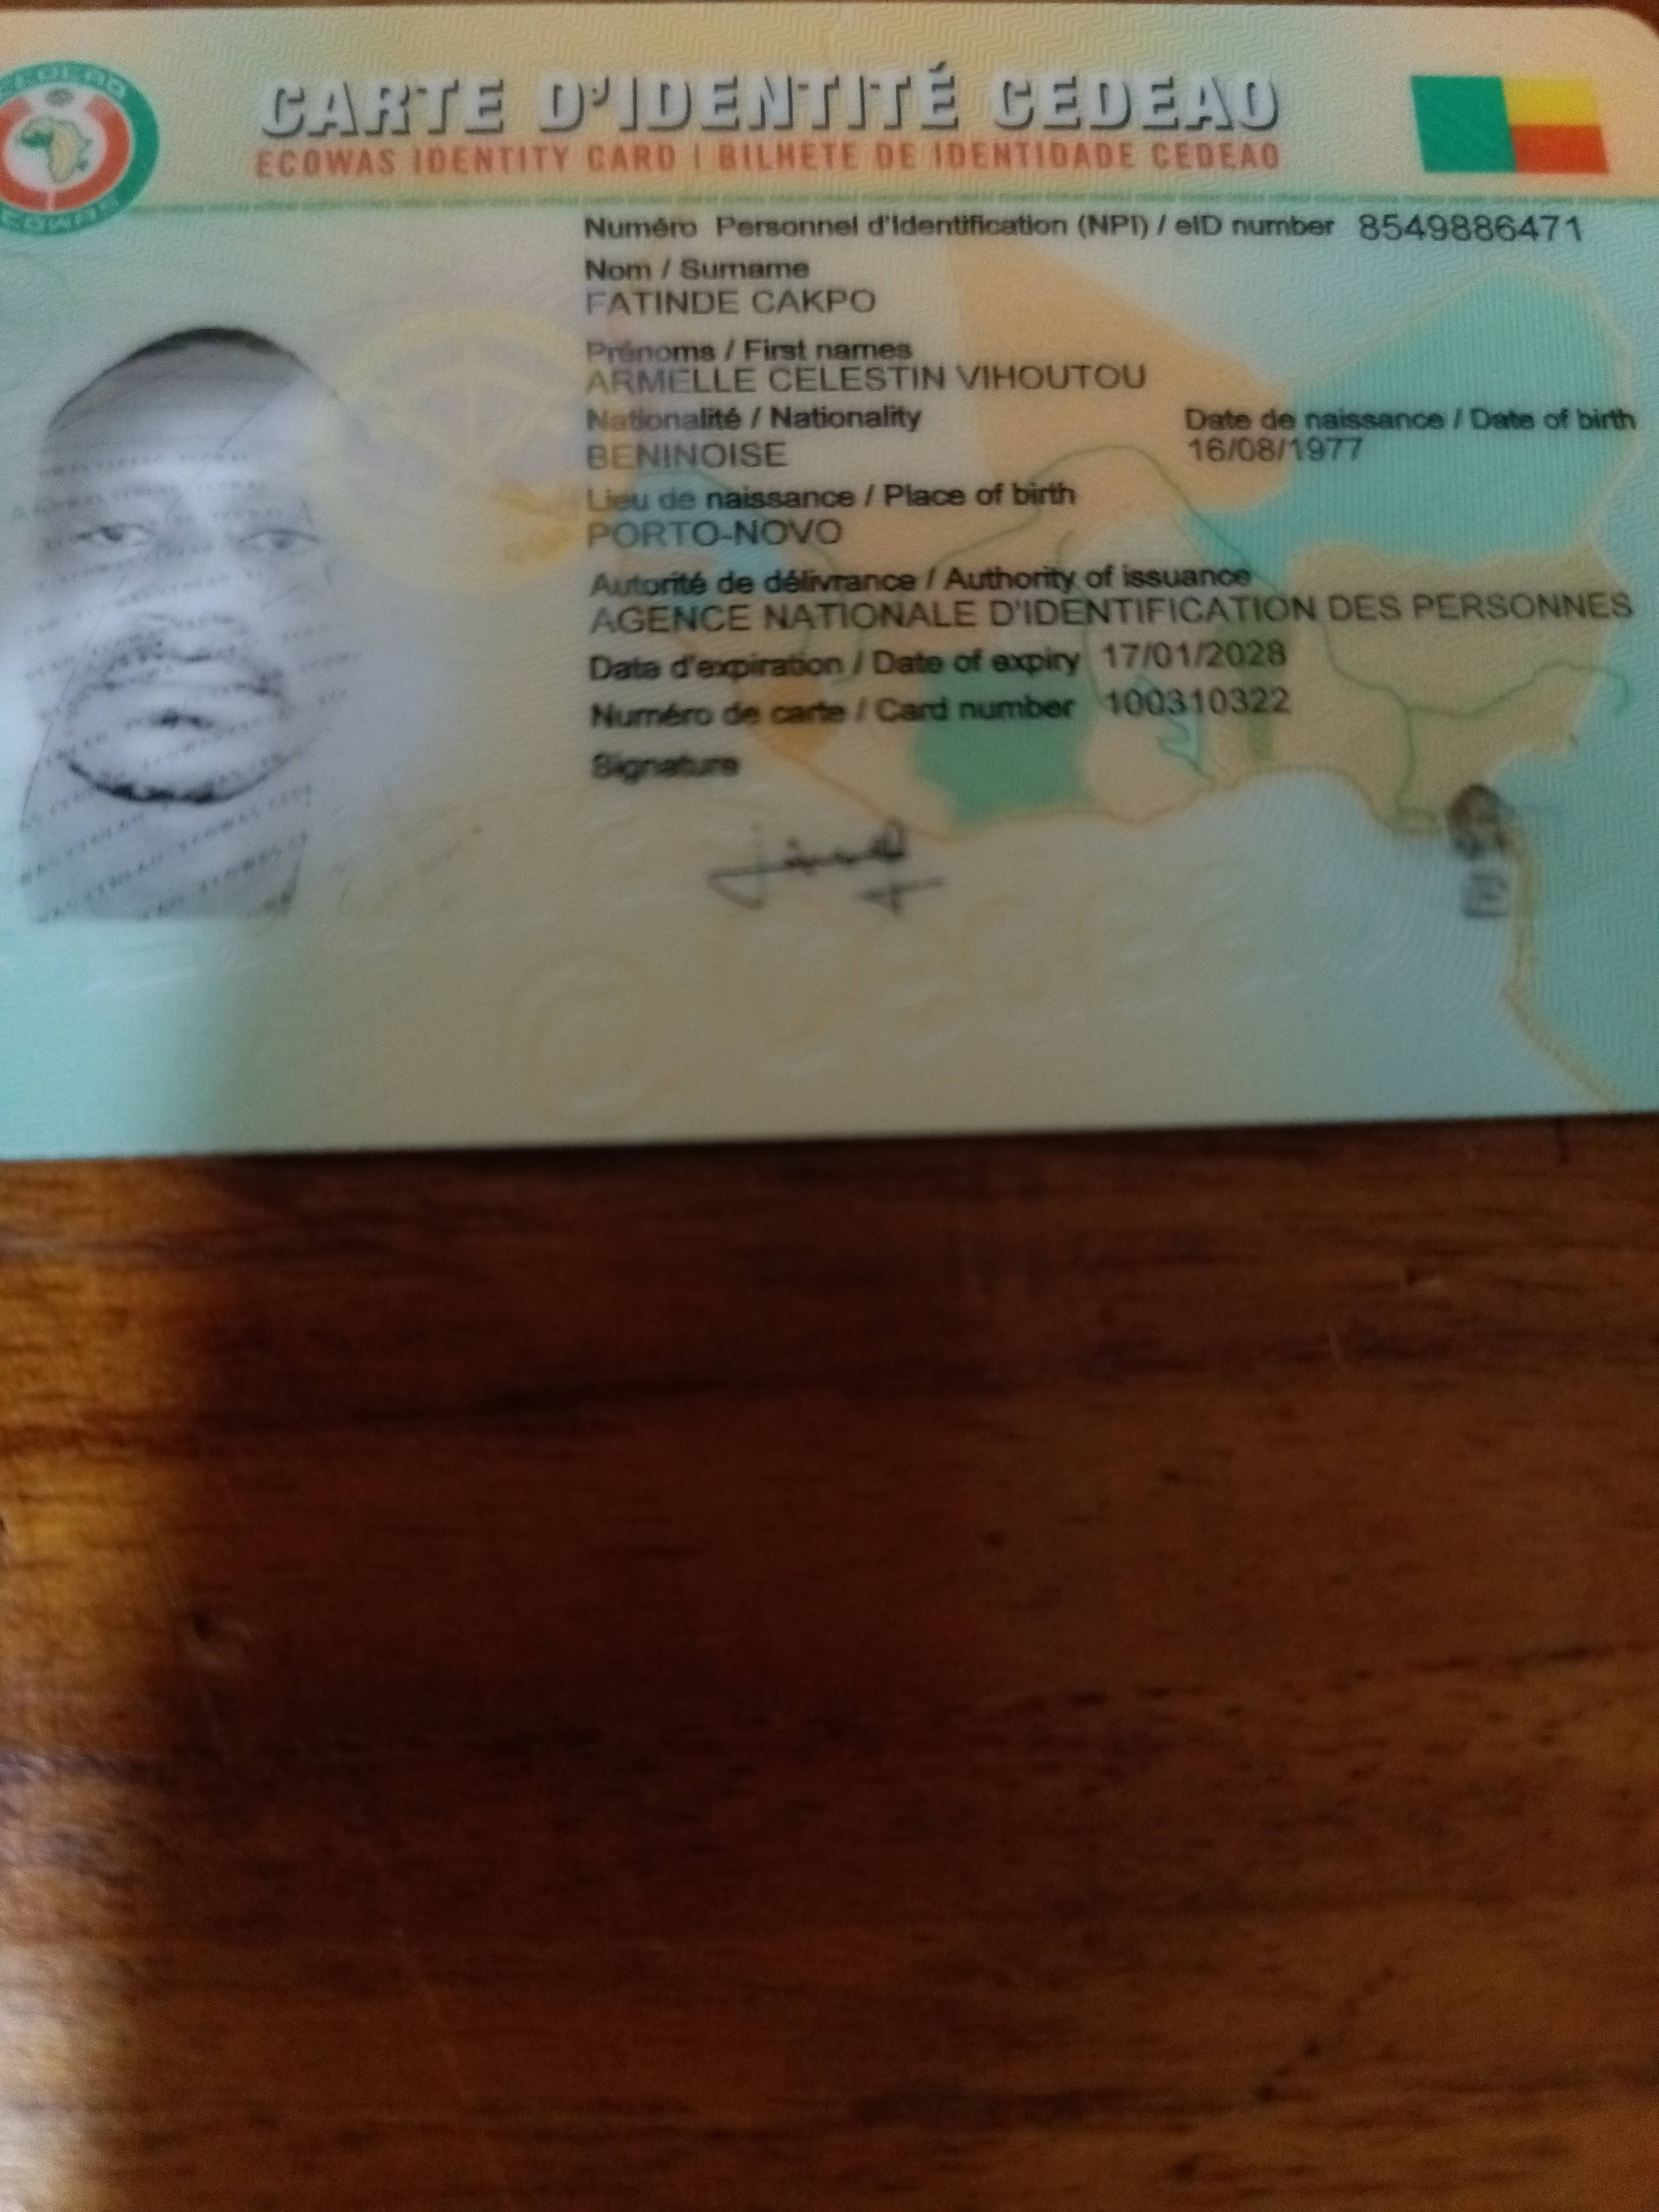 CEDEAO
ECOWAS
CARTE D'IDENTITÉ CEDEAO
ECOWAS IDENTITY CARD | BILHETE DE IDENTIDADE CEDEAO
Numéro Personnel d'Identification (NPI) / eID number 8549886471
Nom / Surname
FATINDE CAKPO
Prénoms / First names
ARMELLE CELESTIN VIHOUTOU
Nationalité / Nationality Date de naissance / Date of birth
BENINOISE 16/08/1977
Lieu de naissance / Place of birth
PORTO-NOVO
Autorité de délivrance / Authority of issuance
AGENCE NATIONALE D'IDENTIFICATION DES PERSONNES
Date d'expiration / Date of expiry 17/01/2028
Numéro de carte / Card number 100310322
Signature